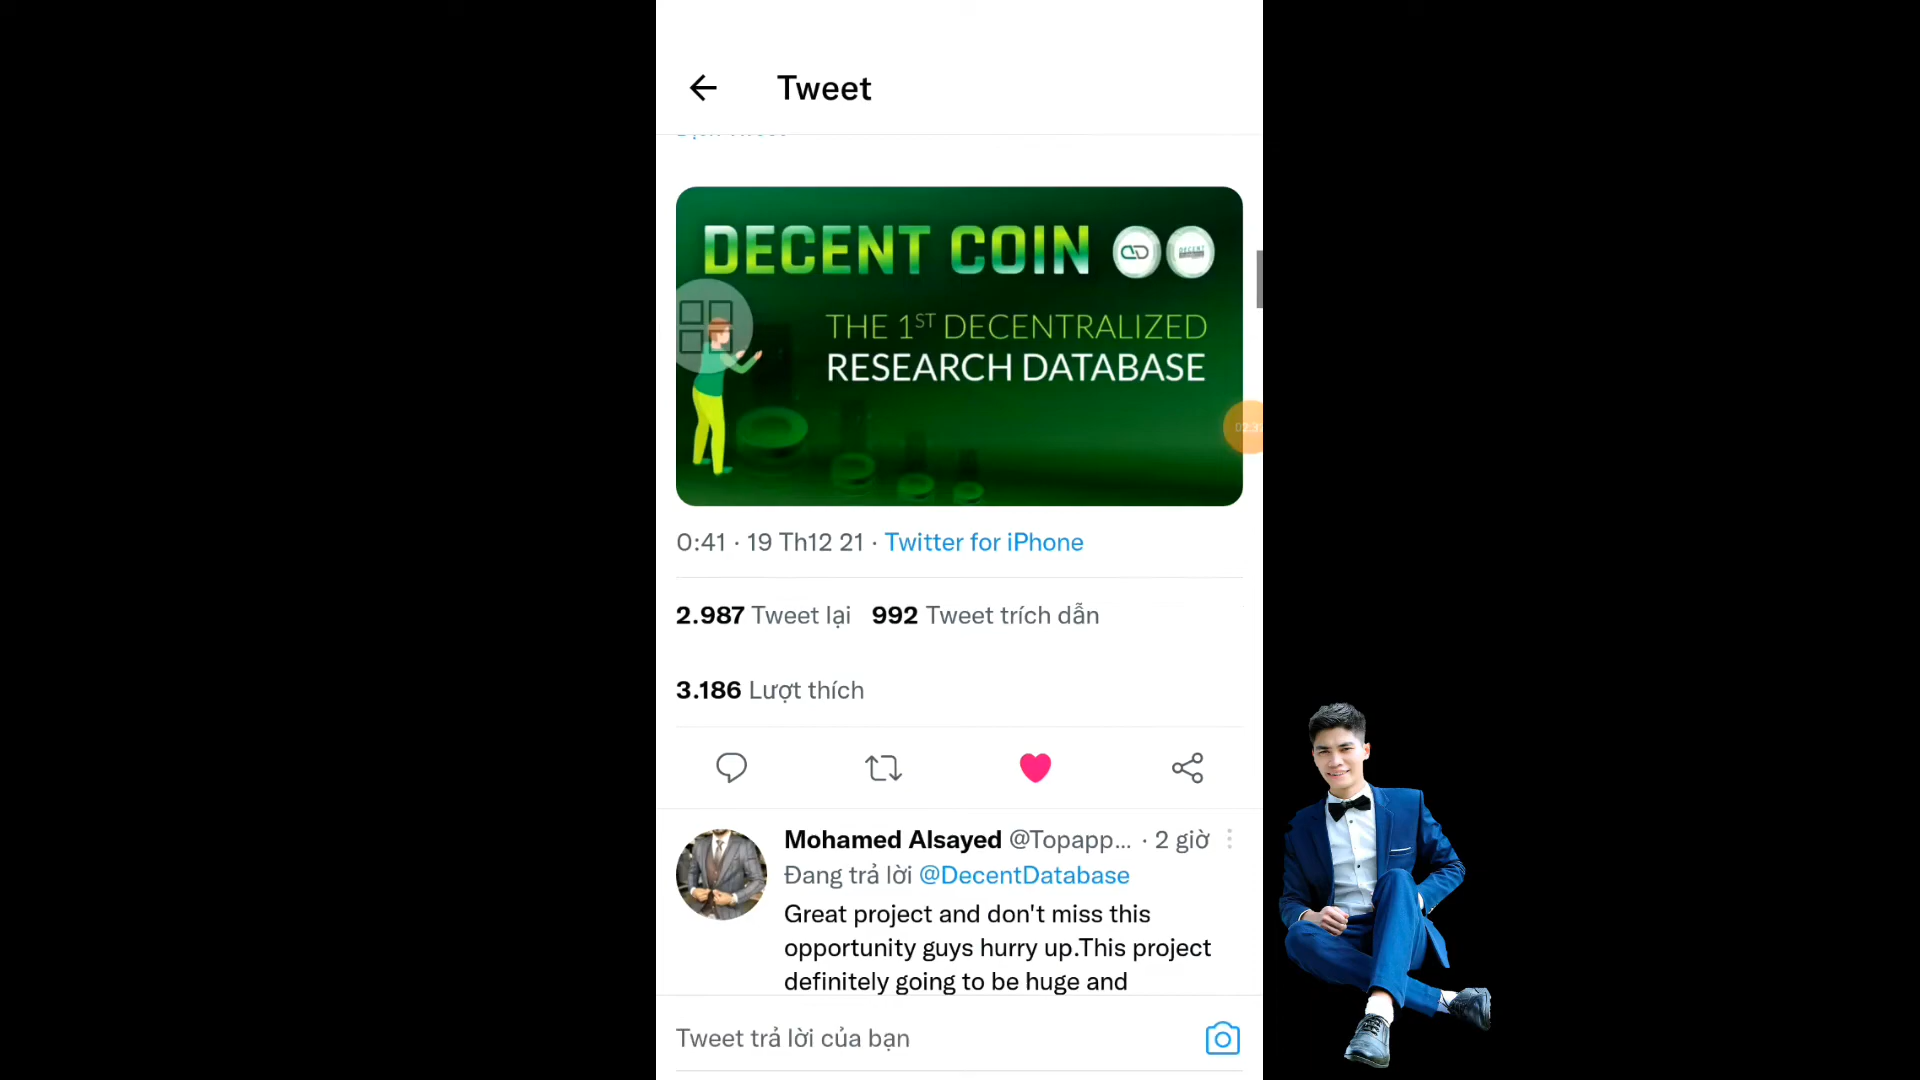 Tweet
DECENT COIN
THE 1ST DECENTRALIZED
RESEARCH DATABASE
0:41 · 19 Th12 21 · Twitter for iPhone
2.987 Tweet lại 992 Tweet trích dẫn
3.186 Lượt thích
Mohamed Alsayed @Topapp... · 2 giờ
Đang trả lời @DecentDatabase
Great project and don't miss this
opportunity guys hurry up.This project
definitely going to be huge and
Tweet trả lời của bạn